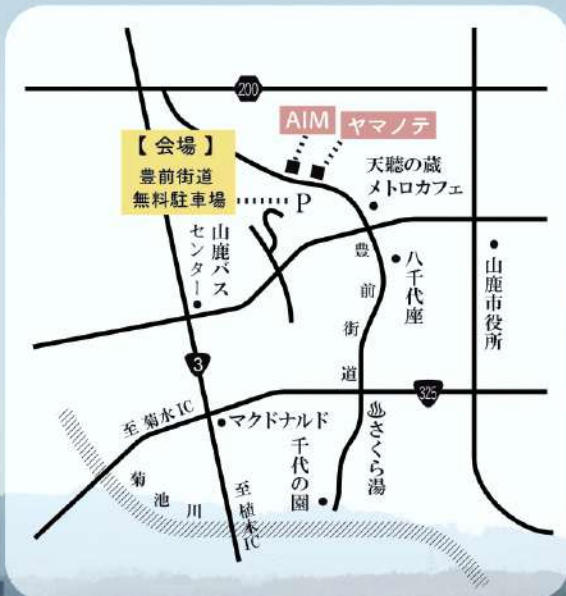 200
AIM
ヤマノテ
【 会場 】
豊前街道
無料駐車場
P
天聴の蔵
メトロカフェ
山鹿バス
センター
豊前街道
八千代座
山鹿市役所
3
325
至菊水IC
マクドナルド
さくら湯
千代の園
菊池川
至植木IC